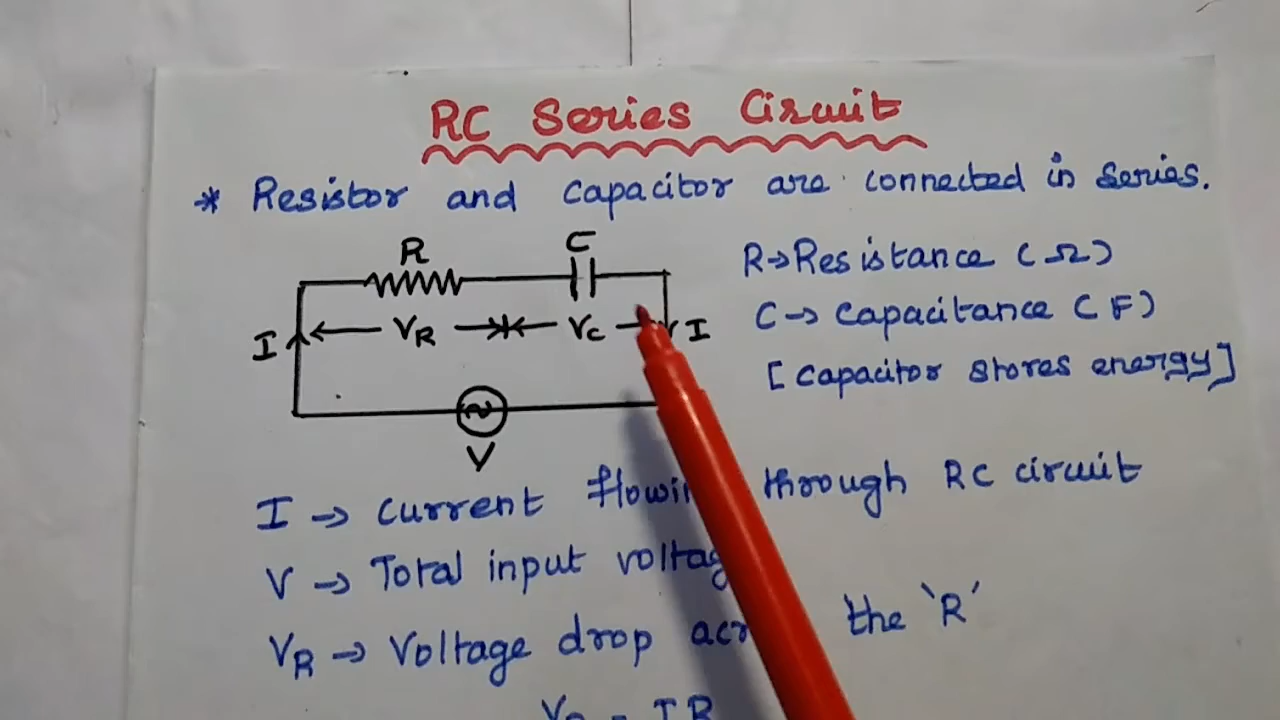 RC Series Circuit
* Resistor and capacitor are connected in series.
R C
R→Resistance (Ω)
I VR VC I
C→ Capacitance (F)
[Capacitor stores energy]
V
I → Current through RC circuit
V → Total input
VR → Voltage drop the 'R'
= IR